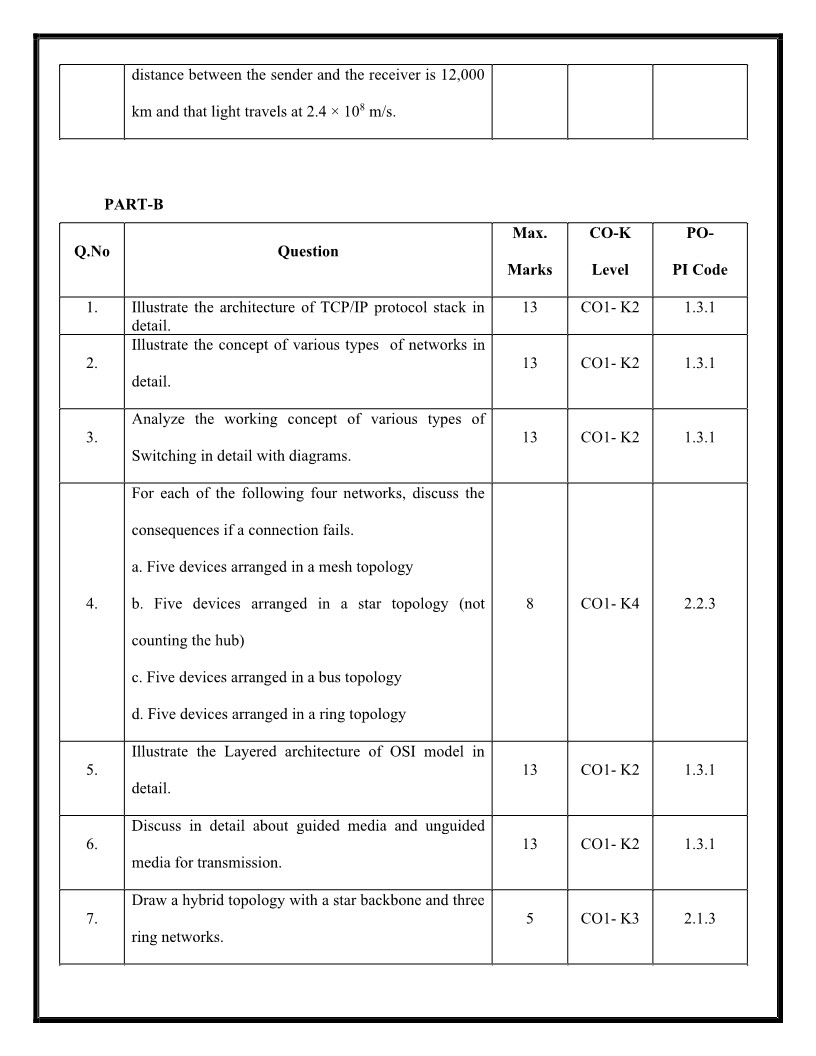 distance between the sender and the receiver is 12,000
km and that light travels at 2.4 × 10⁸ m/s.
PART-B
Q.No Question Max. Marks CO-K Level PO- PI Code
1. Illustrate the architecture of TCP/IP protocol stack in 13 CO1- K2 1.3.1
detail.
Illustrate the concept of various types of networks in
2. 13 CO1- K2 1.3.1
detail.
Analyze the working concept of various types of
3. 13 CO1- K2 1.3.1
Switching in detail with diagrams.
For each of the following four networks, discuss the
consequences if a connection fails.
a. Five devices arranged in a mesh topology
4. b. Five devices arranged in a star topology (not 8 CO1- K4 2.2.3
counting the hub)
c. Five devices arranged in a bus topology
d. Five devices arranged in a ring topology
Illustrate the Layered architecture of OSI model in
5. 13 CO1- K2 1.3.1
detail.
Discuss in detail about guided media and unguided
6. 13 CO1- K2 1.3.1
media for transmission.
Draw a hybrid topology with a star backbone and three
7. 5 CO1- K3 2.1.3
ring networks.